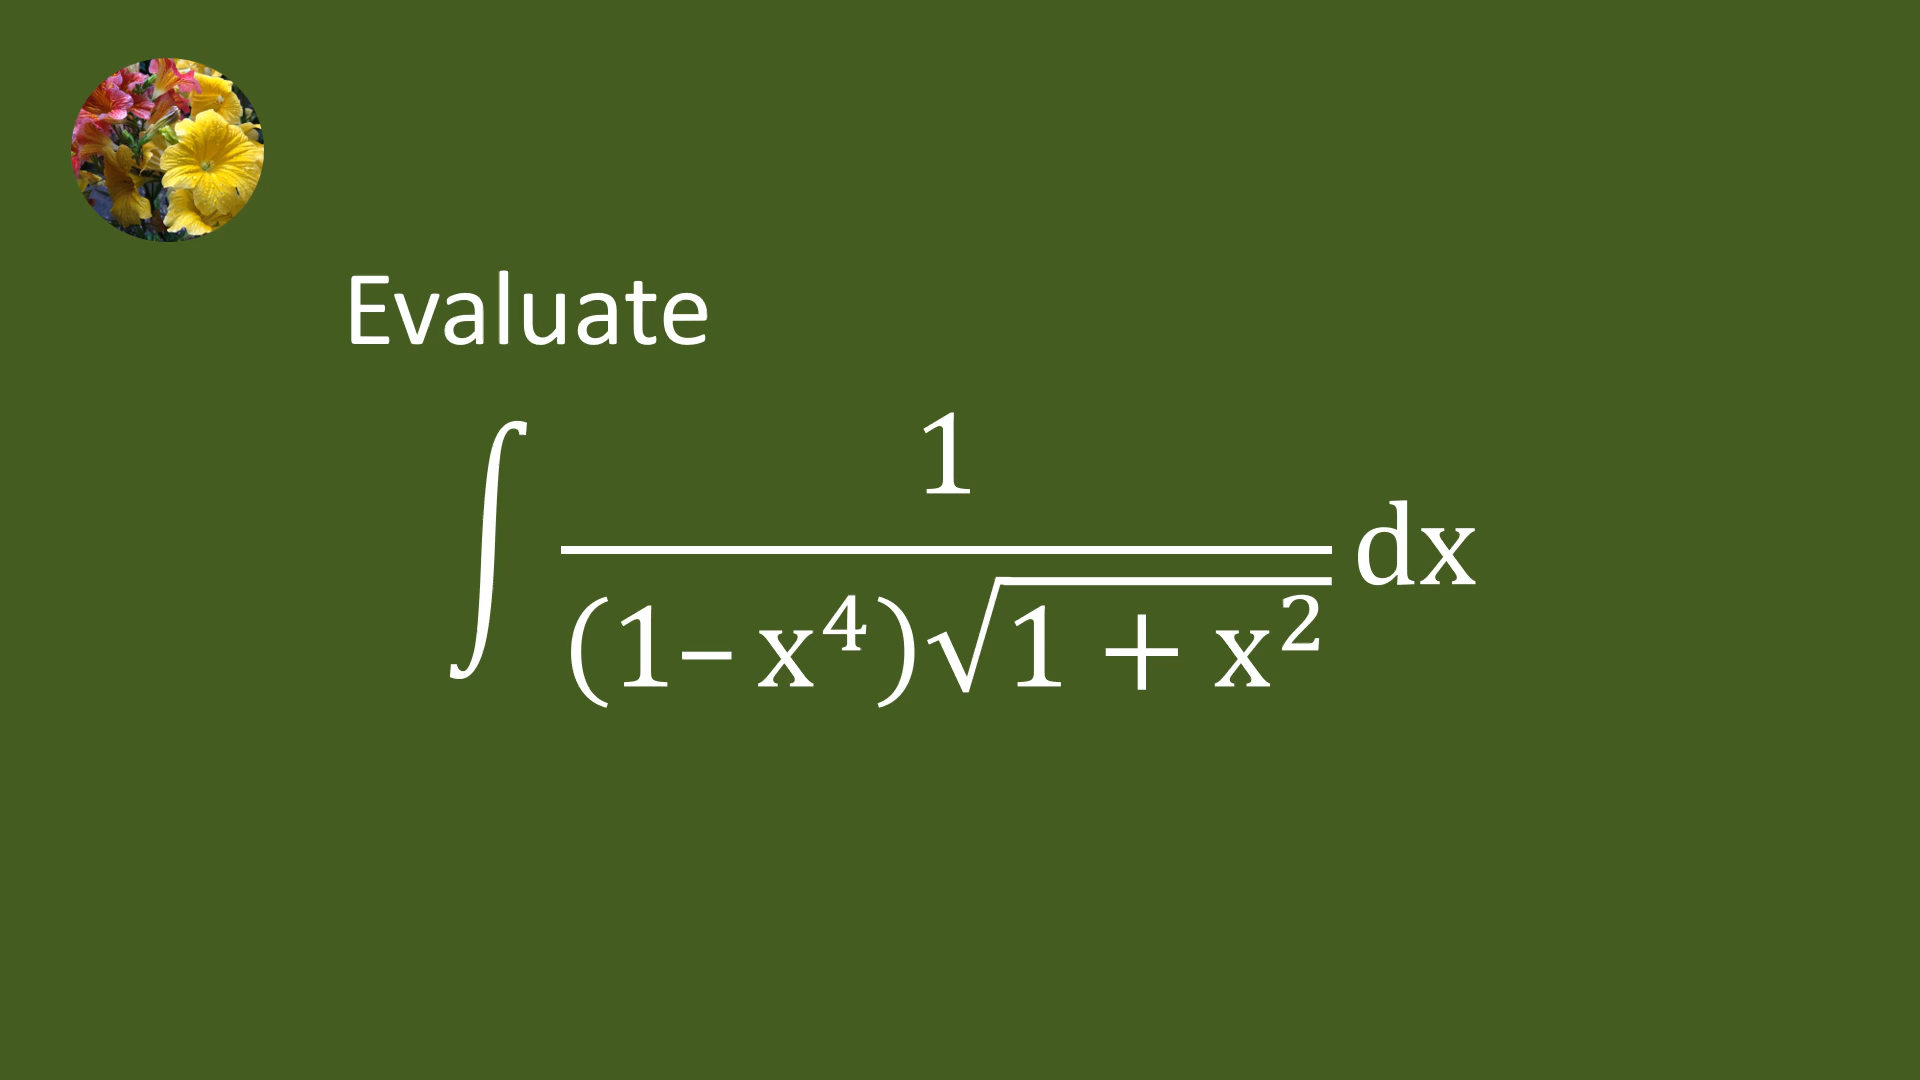 Evaluate
∫ 1/((1– x⁴)√(1 + x²)) dx